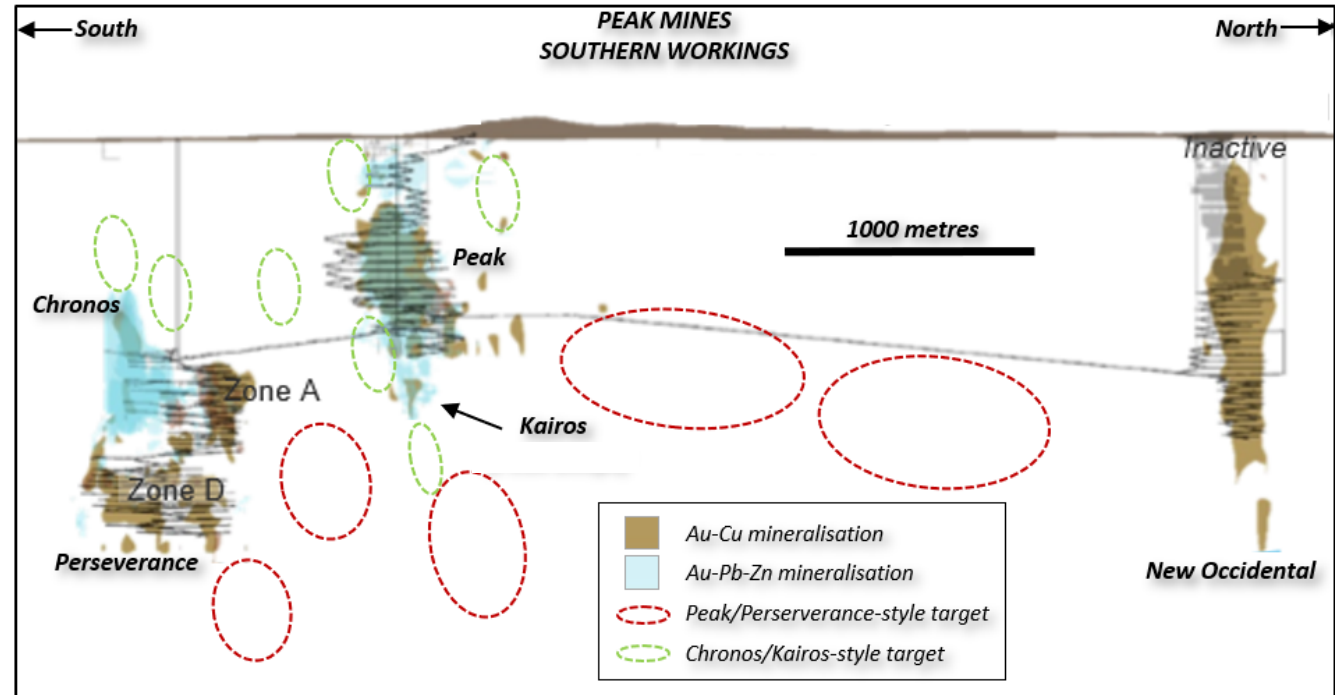 South
PEAK MINES
SOUTHERN WORKINGS
North
Inactive
1000 metres
Peak
Chronos
Zone A
Kairos
Zone D
Perseverance
New Occidental
Au-Cu mineralisation
Au-Pb-Zn mineralisation
Peak/Perserverance-style target
Chronos/Kairos-style target